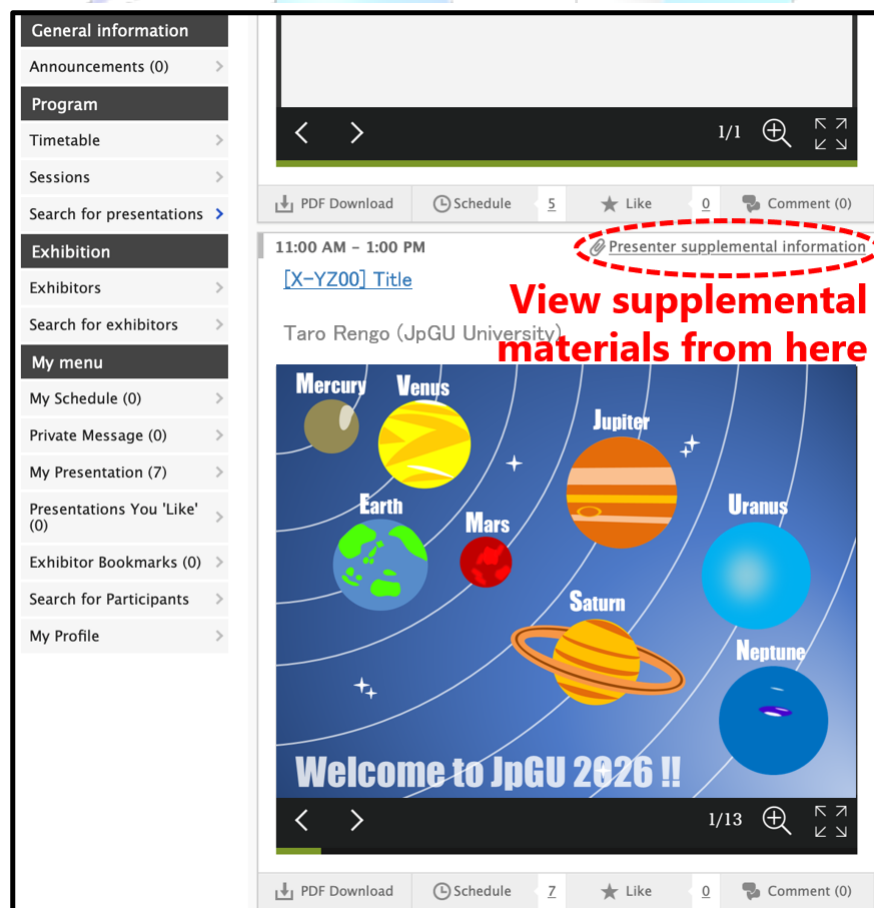 General information
Announcements (0)
Program
Timetable
Sessions
Search for presentations
Exhibition
Exhibitors
Search for exhibitors
My menu
My Schedule (0)
Private Message (0)
My Presentation (7)
Presentations You 'Like'
(0)
Exhibitor Bookmarks (0)
Search for Participants
My Profile
1/1
PDF Download Schedule 5 Like 0 Comment (0)
11:00 AM – 1:00 PM Presenter supplemental information
[X-YZ00] Title
View supplemental
materials from here
Taro Rengo (JpGU University)
Mercury Venus
Jupiter
Earth
Mars
Uranus
Saturn
Neptune
Welcome to JpGU 2026 !!
1/13
PDF Download Schedule 7 Like 0 Comment (0)